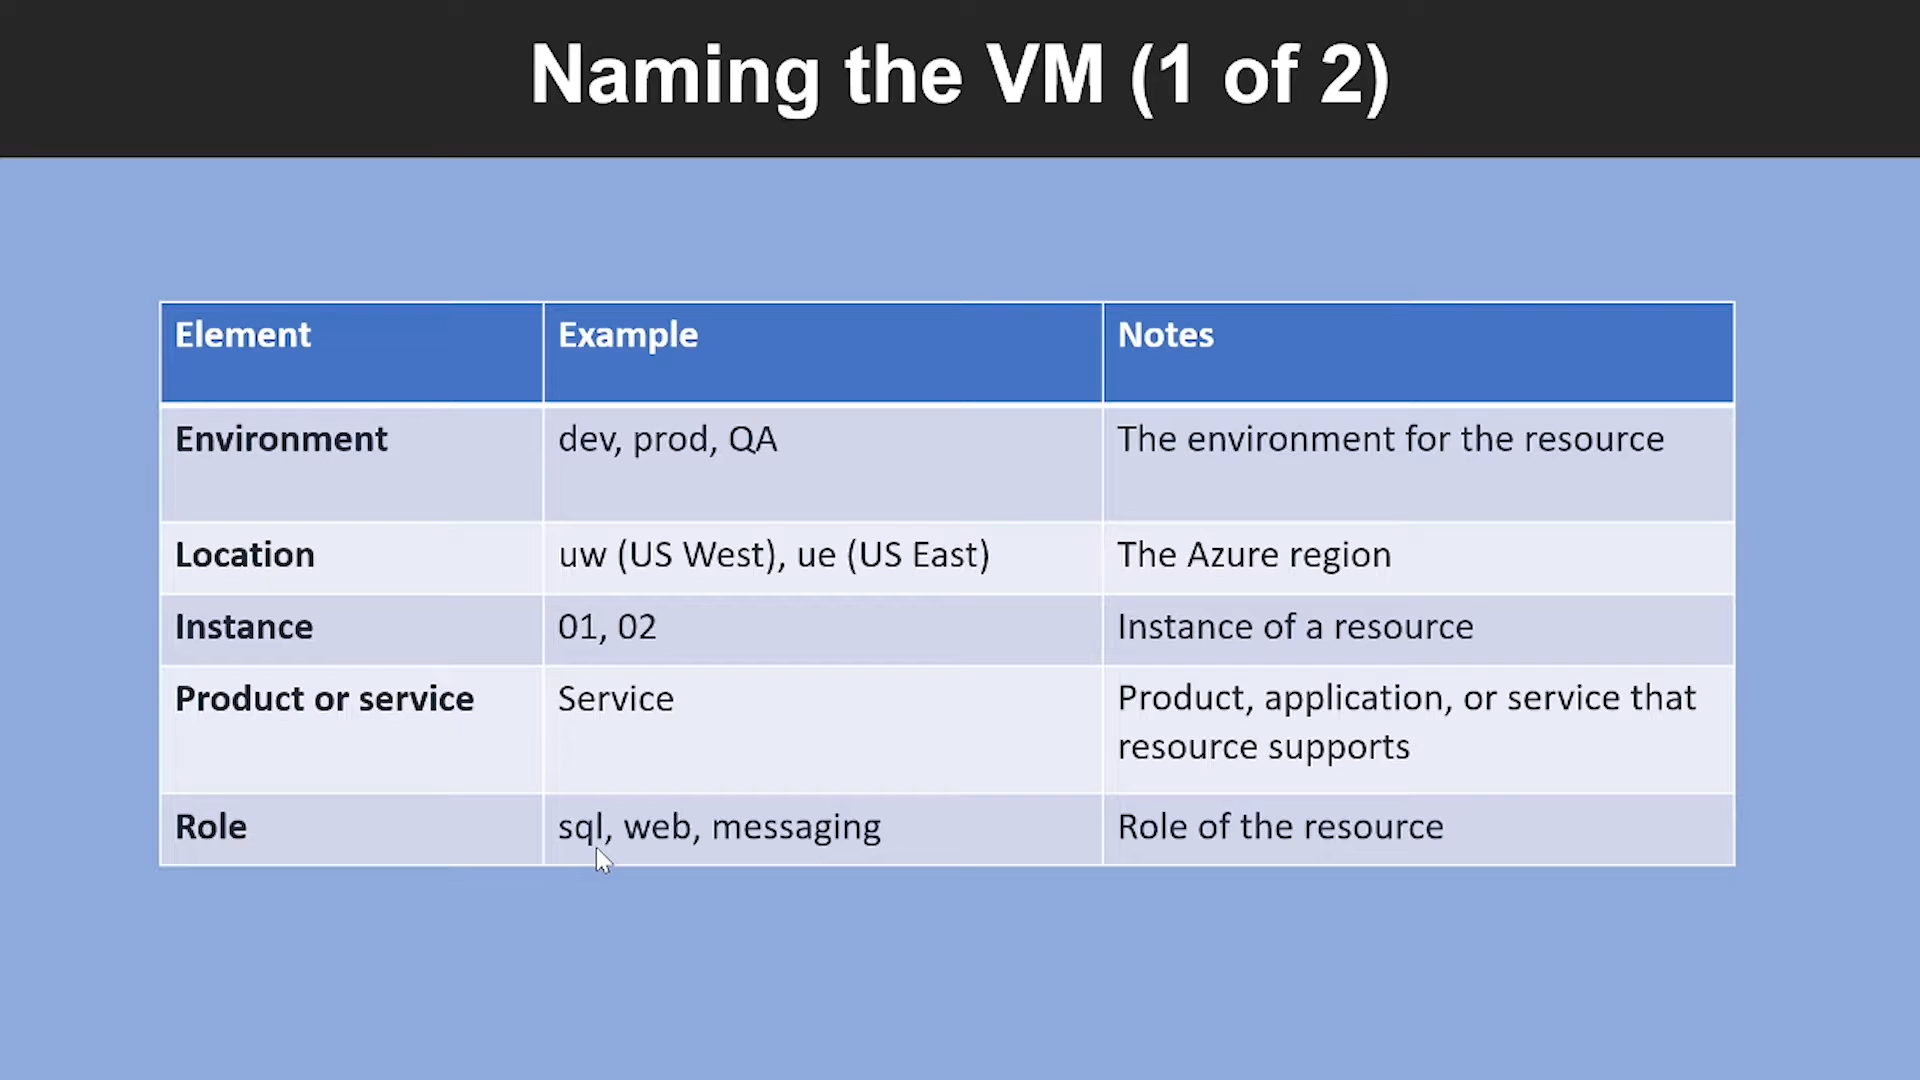 Naming the VM (1 of 2)
Element Example Notes
Environment dev, prod, QA The environment for the resource
Location uw (US West), ue (US East) The Azure region
Instance 01, 02 Instance of a resource
Product or service Service Product, application, or service that
resource supports
Role sql, web, messaging Role of the resource